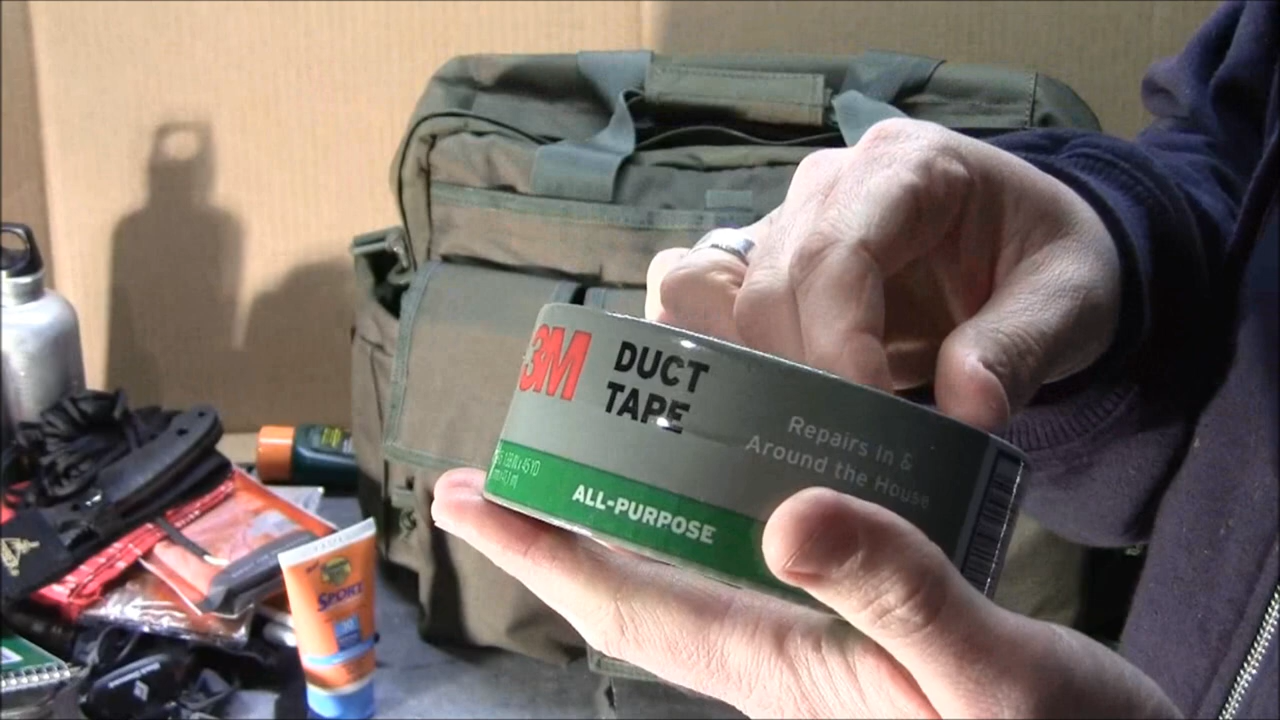 3M
DUCT
TAPE
Repairs In &
Around the House
ALL-PURPOSE
SPORT